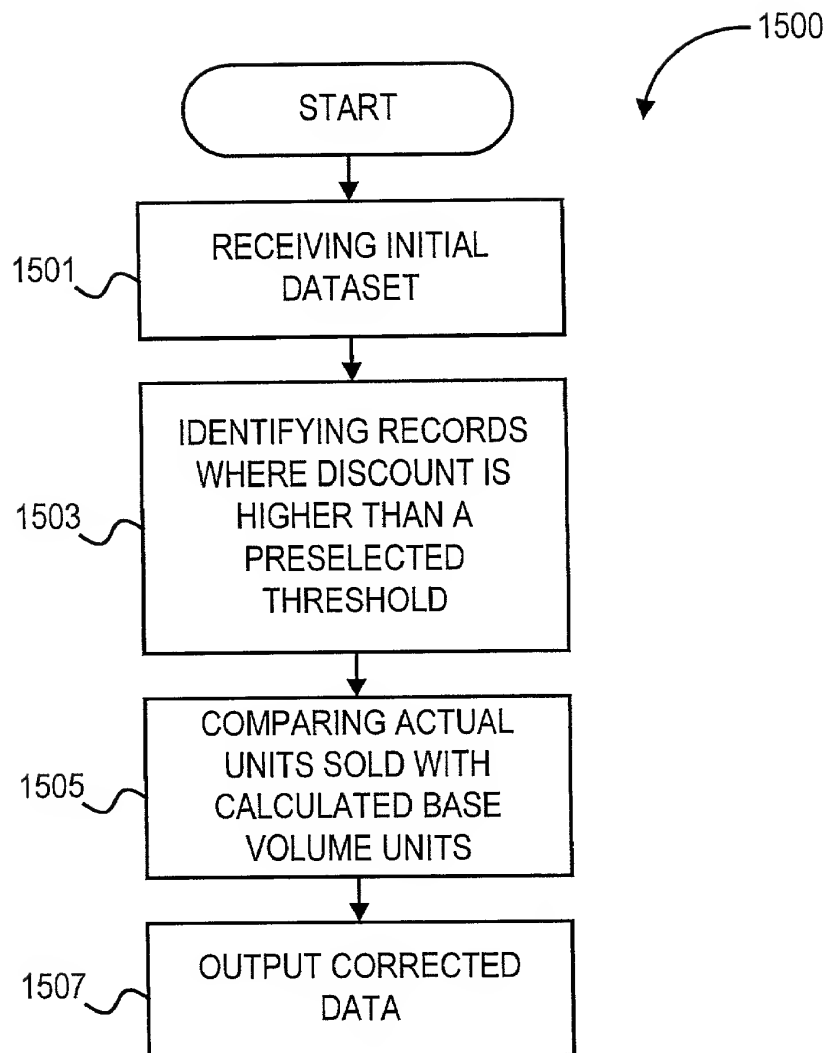 1500
START
1501
RECEIVING INITIAL
DATASET
1503
IDENTIFYING RECORDS
WHERE DISCOUNT IS
HIGHER THAN A
PRESELECTED
THRESHOLD
1505
COMPARING ACTUAL
UNITS SOLD WITH
CALCULATED BASE
VOLUME UNITS
1507
OUTPUT CORRECTED
DATA